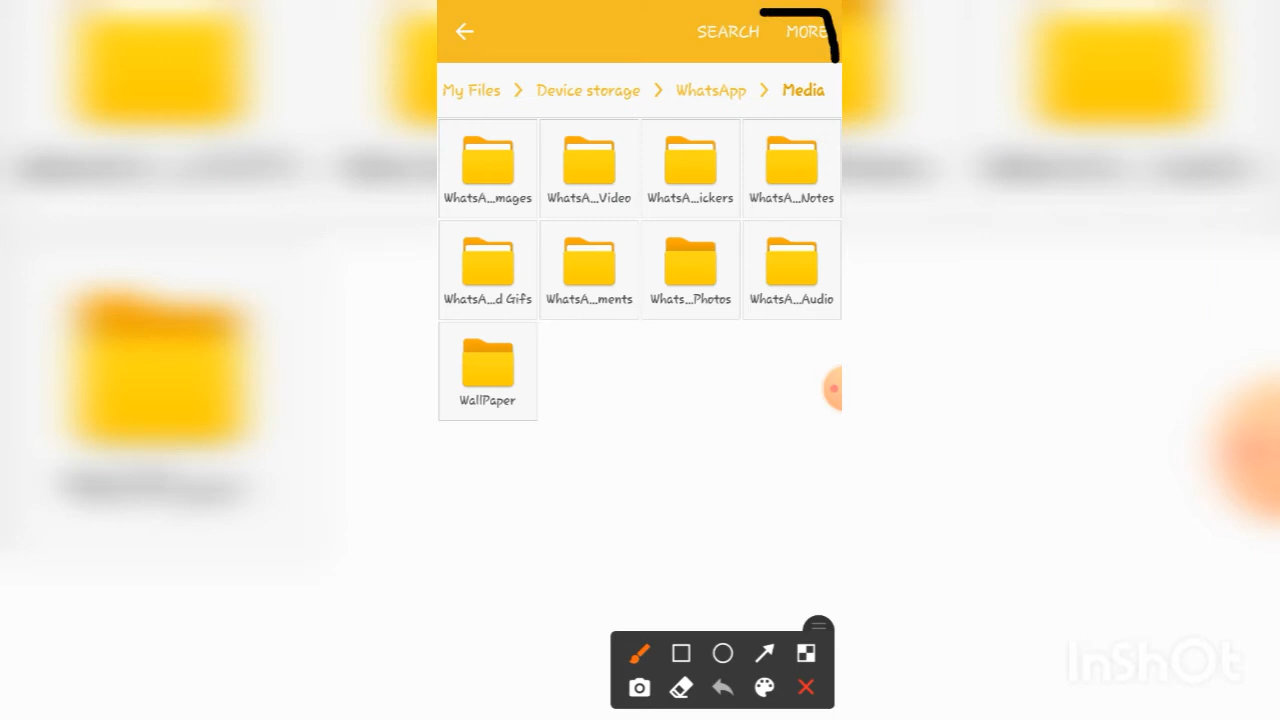 SEARCH MORE
My Files > Device storage > WhatsApp > Media
WhatsA...mages WhatsA...Video WhatsA...ickers WhatsA...Notes
WhatsA...d Gifs WhatsA...ments Whats...Photos WhatsA...Audio
WallPaper
InShOt